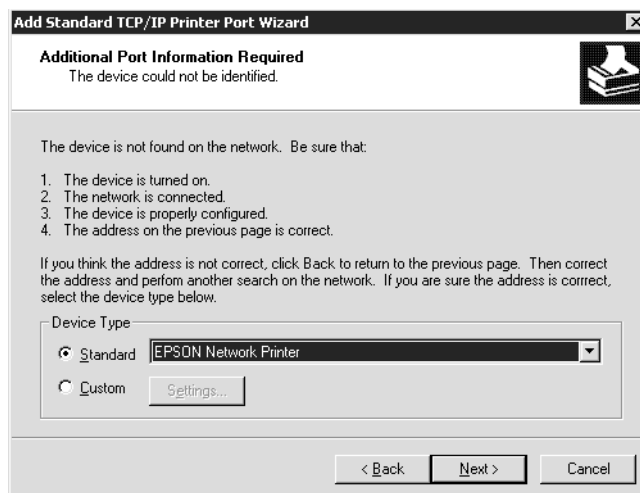 Add Standard TCP/IP Printer Port Wizard
Additional Port Information Required
The device could not be identified.
The device is not found on the network. Be sure that:
1. The device is turned on.
2. The network is connected.
3. The device is properly configured.
4. The address on the previous page is correct.
If you think the address is not correct, click Back to return to the previous page. Then correct
the address and perfom another search on the network. If you are sure the address is corrrect,
select the device type below.
Device Type
Standard EPSON Network Printer
Custom Settings...
< Back Next > Cancel